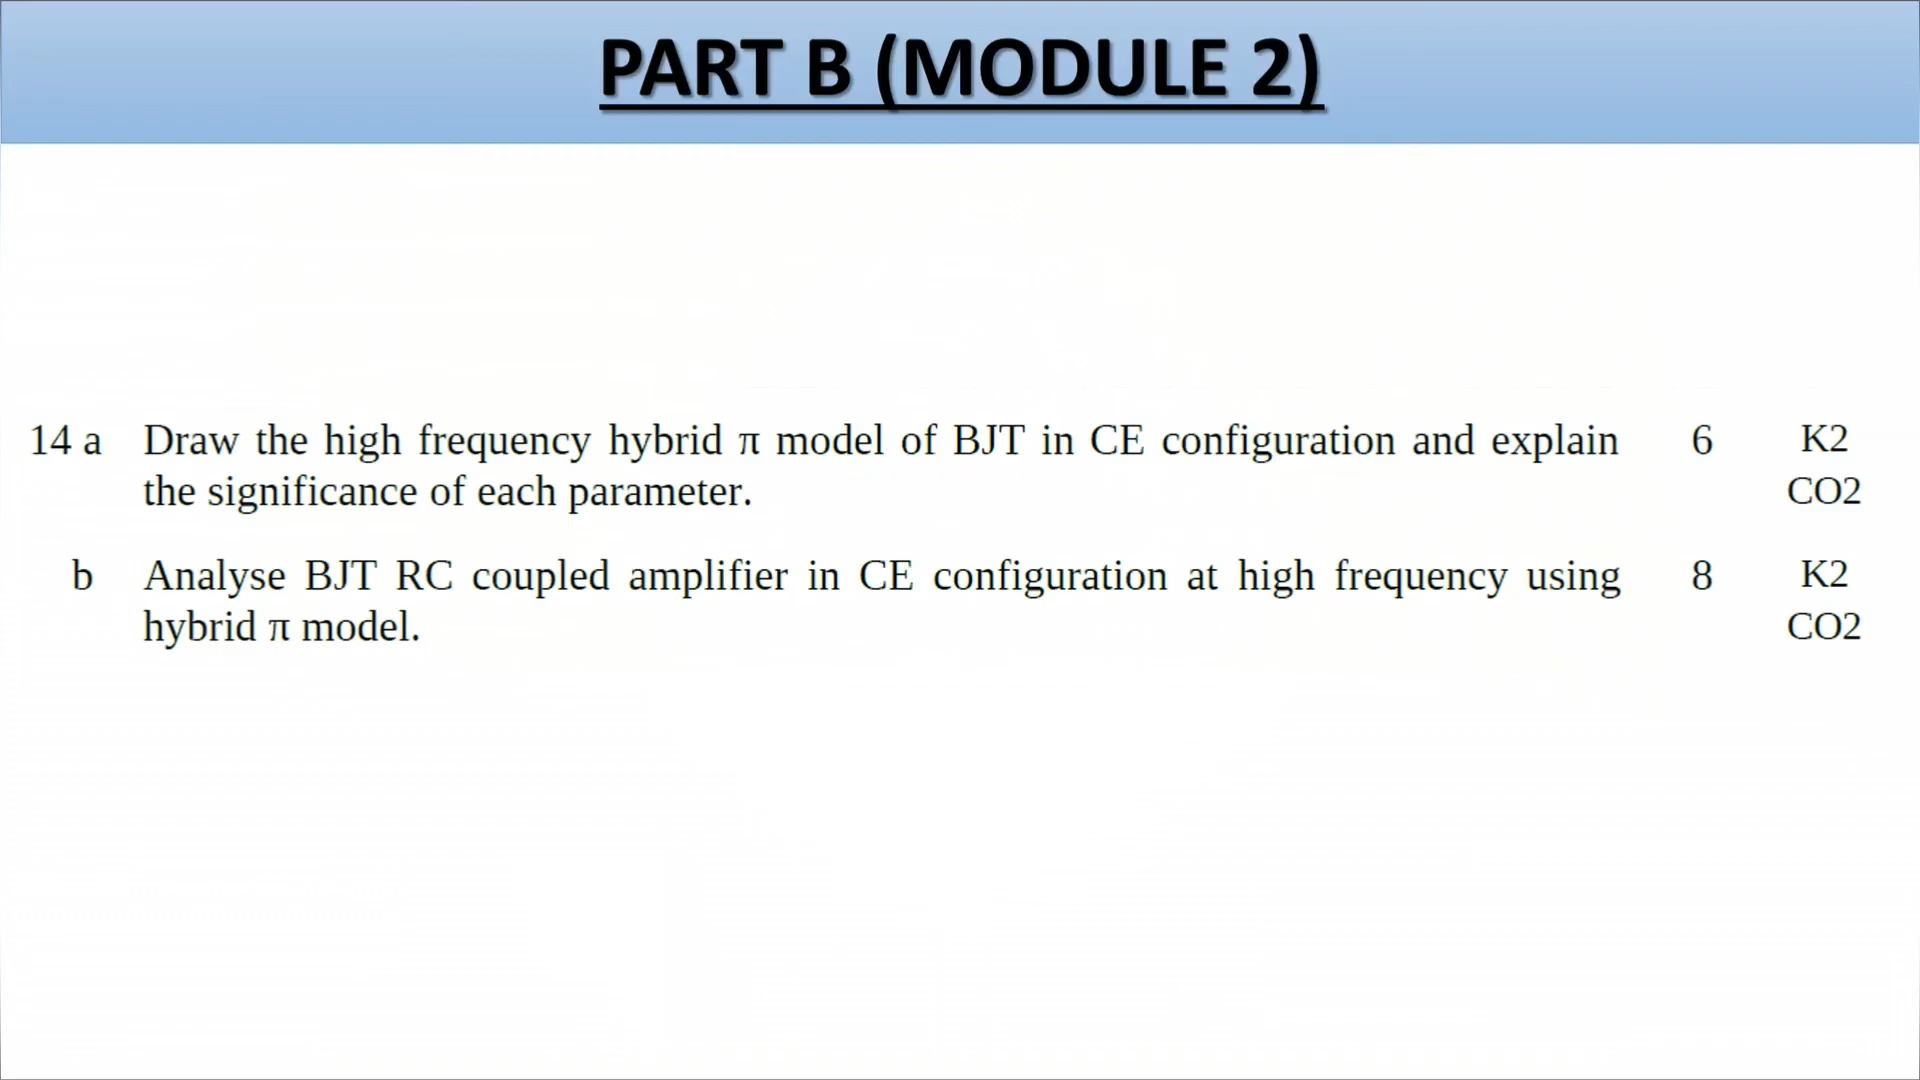 PART B (MODULE 2)
14 a Draw the high frequency hybrid π model of BJT in CE configuration and explain 6 K2
the significance of each parameter. CO2
b Analyse BJT RC coupled amplifier in CE configuration at high frequency using 8 K2
hybrid π model. CO2